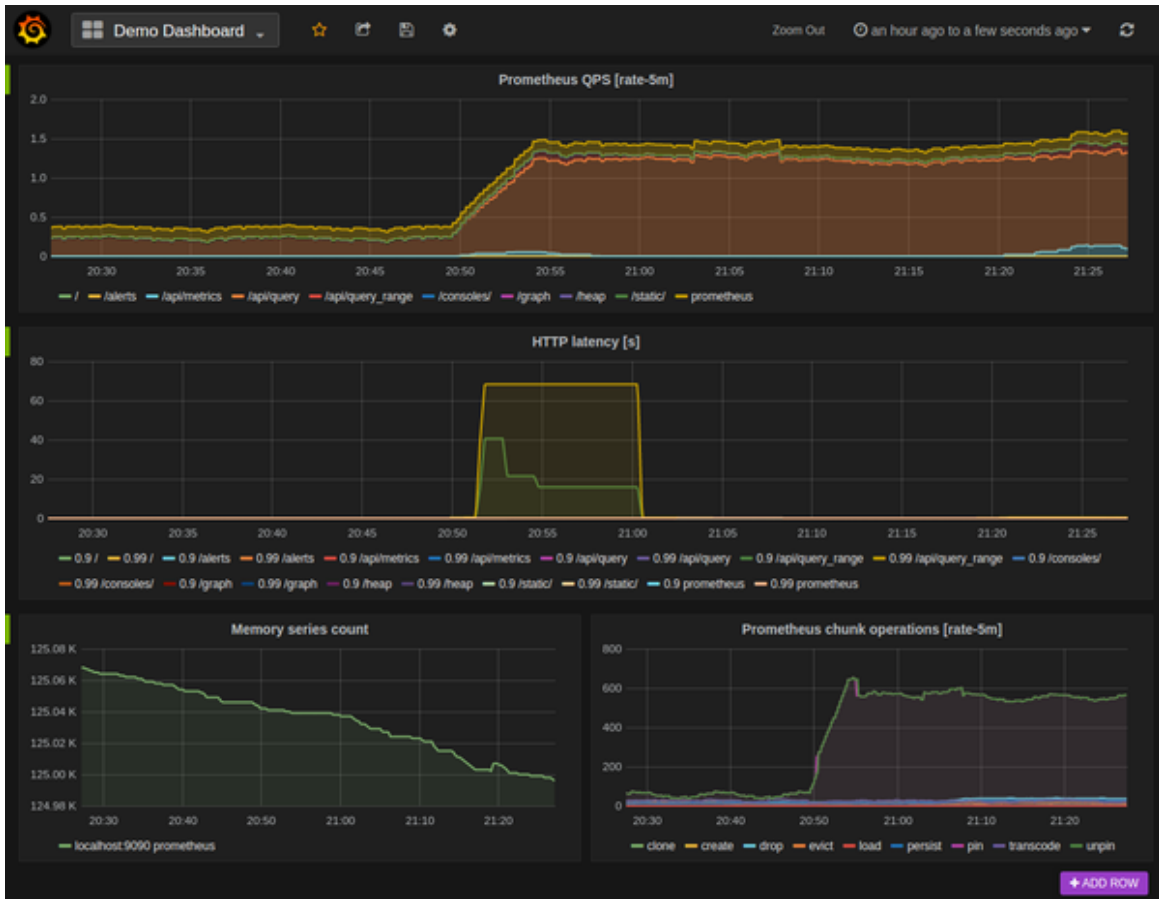 Demo Dashboard
Zoom Out an hour ago to a few seconds ago
Prometheus QPS [rate-5m]
2.0
1.5
1.0
0.5
0
20:30 20:35 20:40 20:45 20:50 20:55 21:00 21:05 21:10 21:15 21:20 21:25
/ /alerts /api/metrics /api/query /api/query_range /consoles/ /graph /heap /static/ prometheus
HTTP latency [s]
80
60
40
20
0
20:30 20:35 20:40 20:45 20:50 20:55 21:00 21:05 21:10 21:15 21:20 21:25
0.9 / 0.99 / 0.9 /alerts 0.99 /alerts 0.9 /api/metrics 0.99 /api/metrics 0.9 /api/query 0.99 /api/query 0.9 /api/query_range 0.99 /api/query_range 0.9 /consoles/
0.99 /consoles/ 0.9 /graph 0.99 /graph 0.9 /heap 0.99 /heap 0.9 /static/ 0.99 /static/ 0.9 prometheus 0.99 prometheus
Memory series count
125.08 K
125.06 K
125.04 K
125.02 K
125.00 K
124.98 K
20:30 20:40 20:50 21:00 21:10 21:20
localhost:9090 prometheus
Prometheus chunk operations [rate-5m]
800
600
400
200
0
20:30 20:40 20:50 21:00 21:10 21:20
clone create drop evict load persist pin transcode unpin
+ ADD ROW